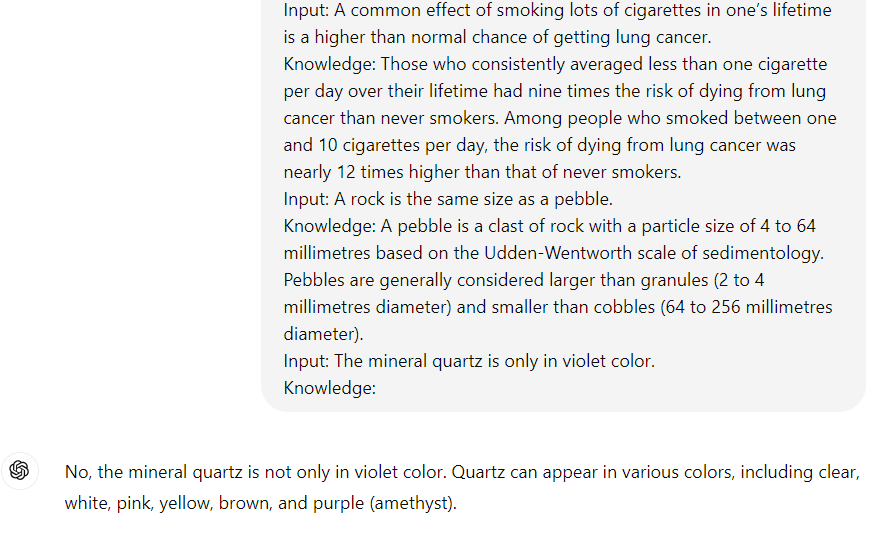 Input: A common effect of smoking lots of cigarettes in one’s lifetime
is a higher than normal chance of getting lung cancer.
Knowledge: Those who consistently averaged less than one cigarette
per day over their lifetime had nine times the risk of dying from lung
cancer than never smokers. Among people who smoked between one
and 10 cigarettes per day, the risk of dying from lung cancer was
nearly 12 times higher than that of never smokers.
Input: A rock is the same size as a pebble.
Knowledge: A pebble is a clast of rock with a particle size of 4 to 64
millimetres based on the Udden-Wentworth scale of sedimentology.
Pebbles are generally considered larger than granules (2 to 4
millimetres diameter) and smaller than cobbles (64 to 256 millimetres
diameter).
Input: The mineral quartz is only in violet color.
Knowledge:
No, the mineral quartz is not only in violet color. Quartz can appear in various colors, including clear,
white, pink, yellow, brown, and purple (amethyst).